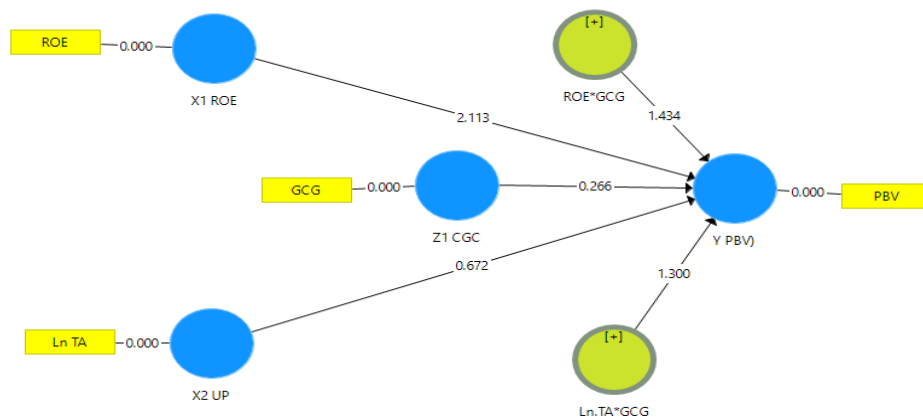 ROE
0.000
X1 ROE
[+]
ROE*GCG
2.113
1.434
GCG
0.000
Z1 CGC
0.266
Y PBV)
0.000
PBV
0.672
1.300
Ln TA
0.000
X2 UP
[+]
Ln.TA*GCG